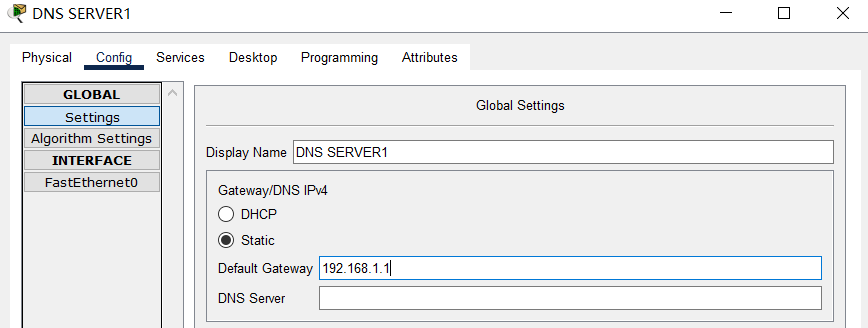 DNS SERVER1
Physical Config Services Desktop Programming Attributes
GLOBAL
Settings
Algorithm Settings
INTERFACE
FastEthernet0
Global Settings
Display Name DNS SERVER1
Gateway/DNS IPv4
DHCP
Static
Default Gateway 192.168.1.1
DNS Server